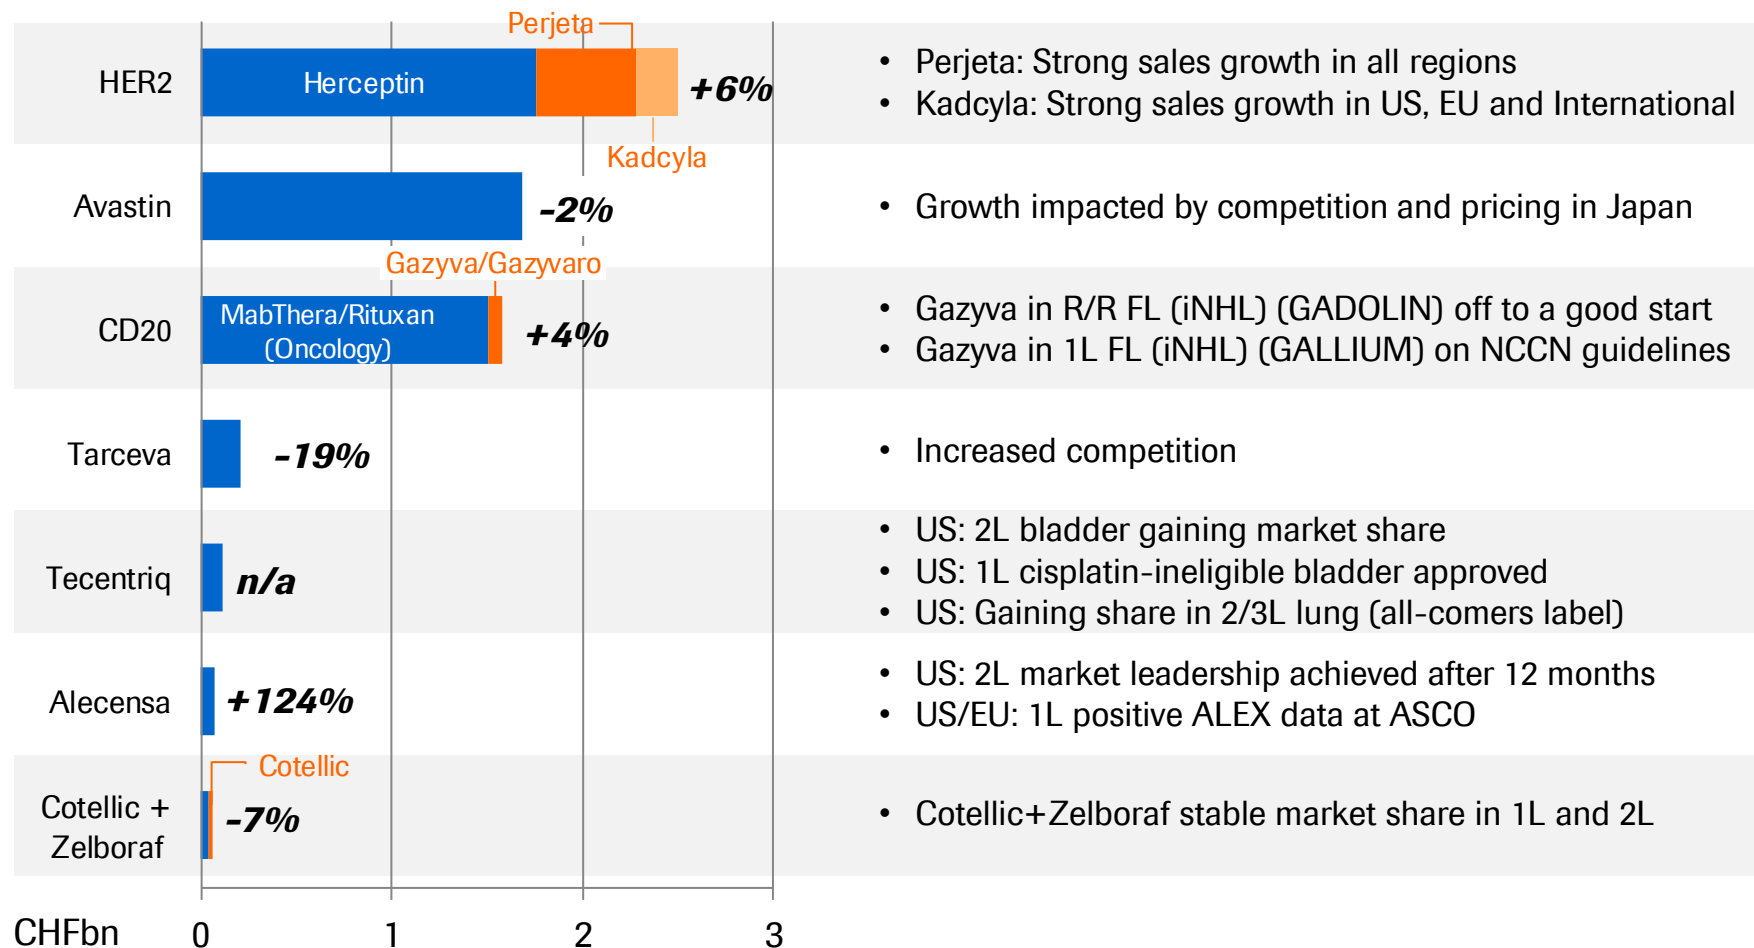 Perjeta
HER2
Herceptin
+6%
Kadcyla
• Perjeta: Strong sales growth in all regions
• Kadcyla: Strong sales growth in US, EU and International
Avastin
-2%
• Growth impacted by competition and pricing in Japan
Gazyva/Gazyvaro
CD20
MabThera/Rituxan
(Oncology)
+4%
• Gazyva in R/R FL (iNHL) (GADOLIN) off to a good start
• Gazyva in 1L FL (iNHL) (GALLIUM) on NCCN guidelines
Tarceva
-19%
• Increased competition
Tecentriq
n/a
• US: 2L bladder gaining market share
• US: 1L cisplatin-ineligible bladder approved
• US: Gaining share in 2/3L lung (all-comers label)
Alecensa
+124%
• US: 2L market leadership achieved after 12 months
• US/EU: 1L positive ALEX data at ASCO
Cotellic
Cotellic +
Zelboraf
-7%
• Cotellic+Zelboraf stable market share in 1L and 2L
CHFbn 0 1 2 3